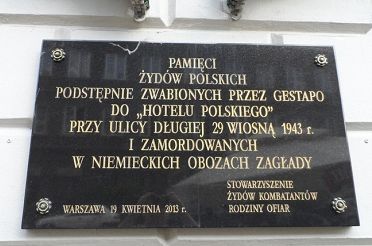 PAMIĘCI
ŻYDÓW POLSKICH
PODSTĘPNIE ZWABIONYCH PRZEZ GESTAPO
DO „HOTELU POLSKIEGO”
PRZY ULICY DŁUGIEJ 29 WIOSNĄ 1943 r.
I ZAMORDOWANYCH
W NIEMIECKICH OBOZACH ZAGŁADY
STOWARZYSZENIE
ŻYDÓW KOMBATANTÓW
RODZINY OFIAR
WARSZAWA 19 KWIETNIA 2013 r.